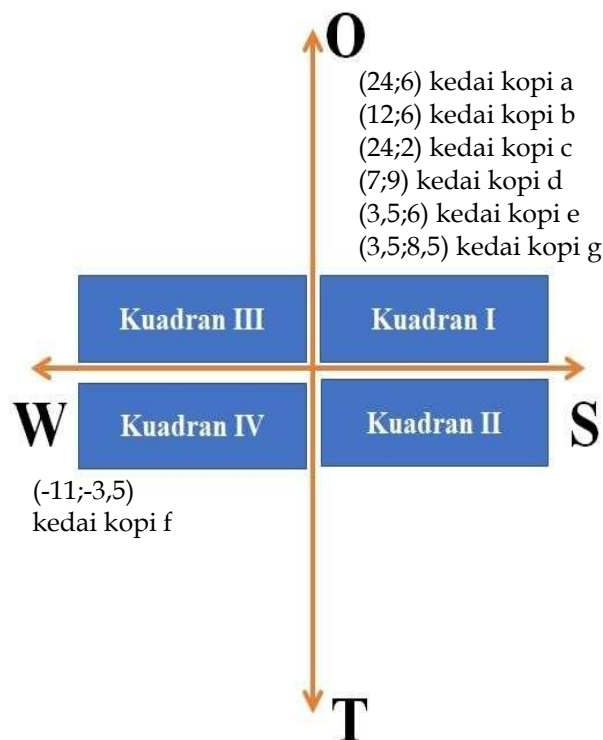 O
(24;6) kedai kopi a
(12;6) kedai kopi b
(24;2) kedai kopi c
(7;9) kedai kopi d
(3,5;6) kedai kopi e
(3,5;8,5) kedai kopi g
Kuadran III
Kuadran I
W
Kuadran IV
Kuadran II
S
(-11;-3,5)
kedai kopi f
T